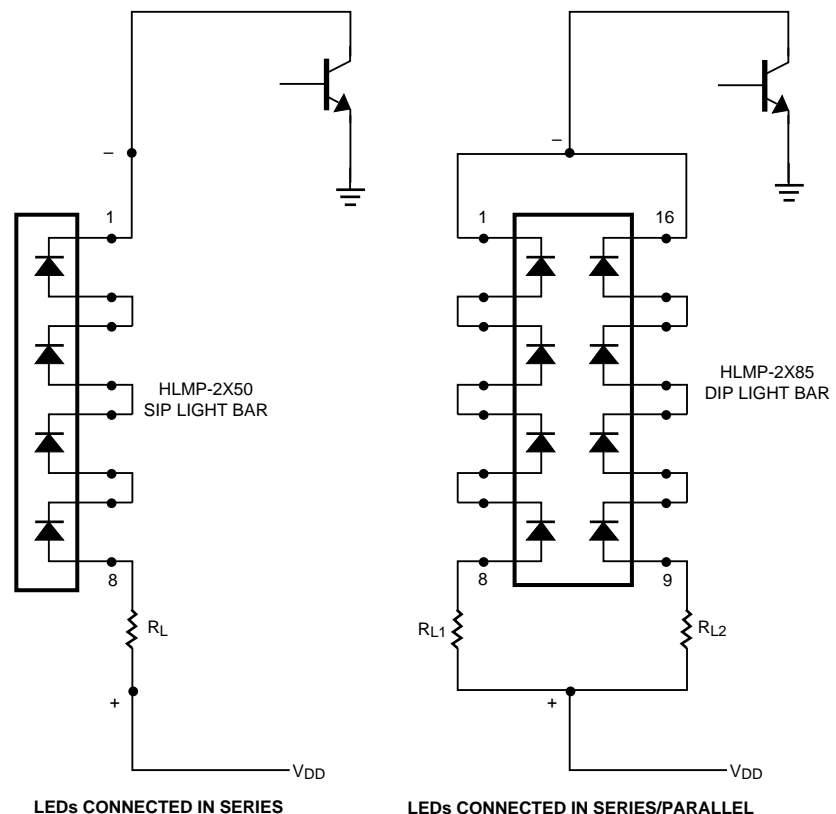 –
–
1
1
16
HLMP-2X50
SIP LIGHT BAR
HLMP-2X85
DIP LIGHT BAR
8
8
9
RL
RL1
RL2
+
+
VDD
VDD
LEDs CONNECTED IN SERIES
LEDs CONNECTED IN SERIES/PARALLEL